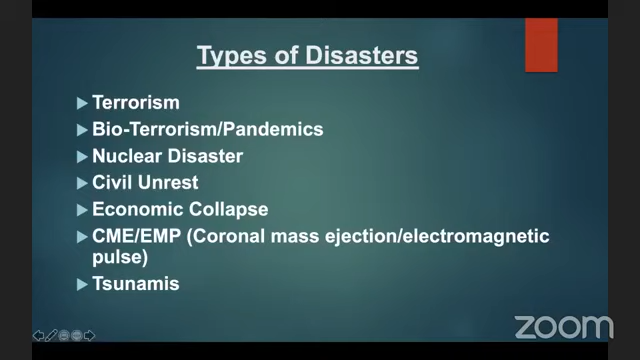 Types of Disasters
Terrorism
Bio-Terrorism/Pandemics
Nuclear Disaster
Civil Unrest
Economic Collapse
CME/EMP (Coronal mass ejection/electromagnetic
pulse)
Tsunamis
zoom